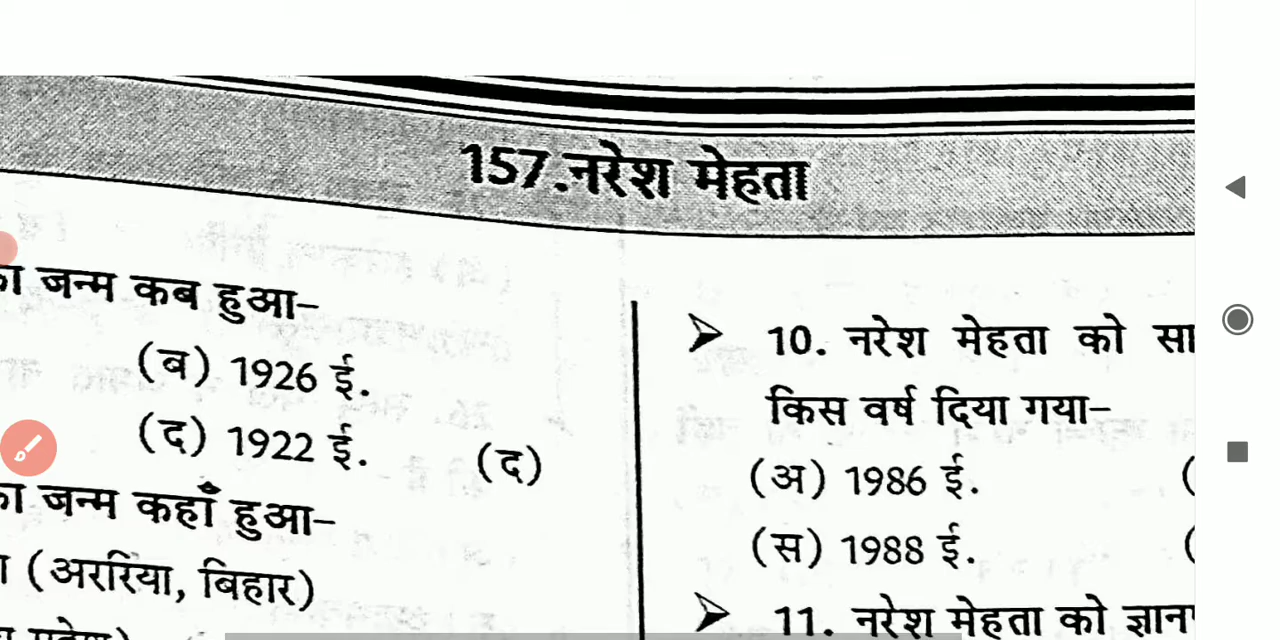 157.नरेश मेहता
जन्म कब हुआ–
(ब) 1926 ई.
(द) 1922 ई. (द)
जन्म कहाँ हुआ–
(अररिया, बिहार)
10. नरेश मेहता को
किस वर्ष दिया गया–
(अ) 1986 ई.
(स) 1988 ई.
11. नरेश मेहता को ज्ञान